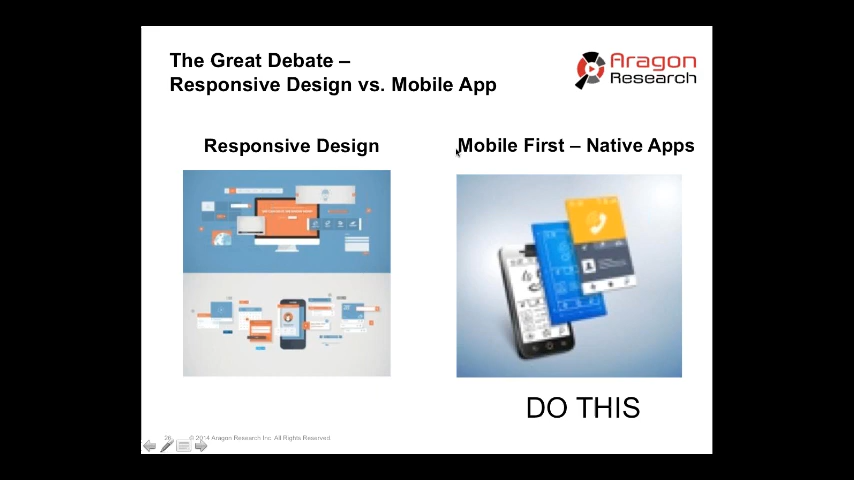 The Great Debate –
Responsive Design vs. Mobile App
Aragon
Research
Responsive Design
Mobile First – Native Apps
DO THIS
© 2014 Aragon Research Inc. All Rights Reserved